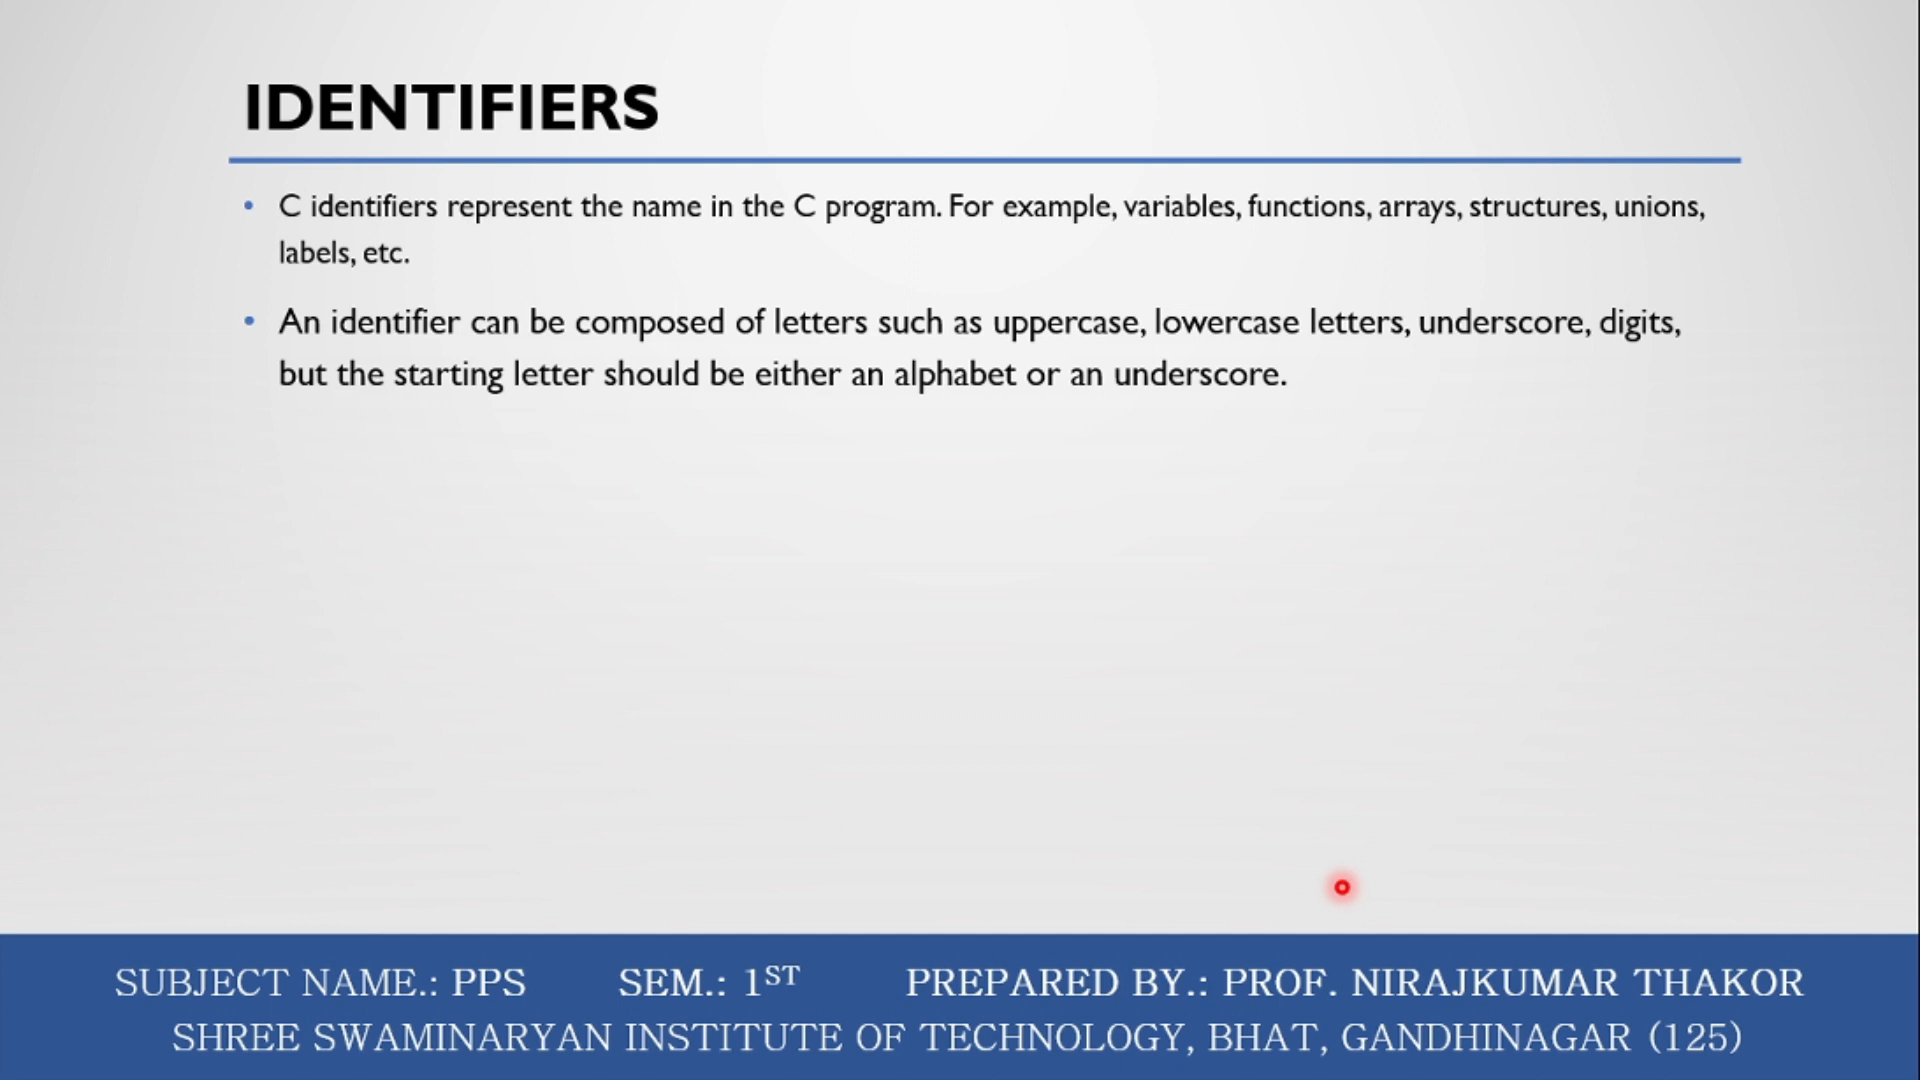 IDENTIFIERS
• C identifiers represent the name in the C program. For example, variables, functions, arrays, structures, unions,
labels, etc.
• An identifier can be composed of letters such as uppercase, lowercase letters, underscore, digits,
but the starting letter should be either an alphabet or an underscore.
SUBJECT NAME.: PPS SEM.: 1ST PREPARED BY.: PROF. NIRAJKUMAR THAKOR
SHREE SWAMINARYAN INSTITUTE OF TECHNOLOGY, BHAT, GANDHINAGAR (125)